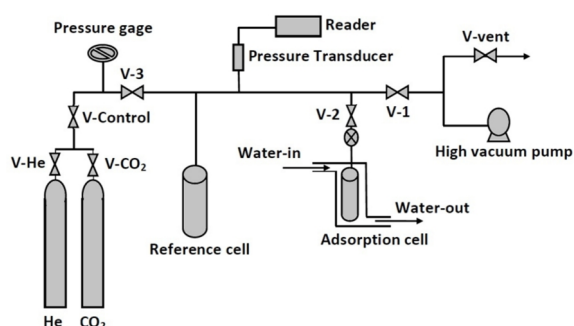 Reader
Pressure gage
V-vent
Pressure Transducer
V-3
V-2
V-1
V-Control
High vacuum pump
Water-in
V-He
V-CO₂
Water-out
Reference cell
Adsorption cell
He
CO₂